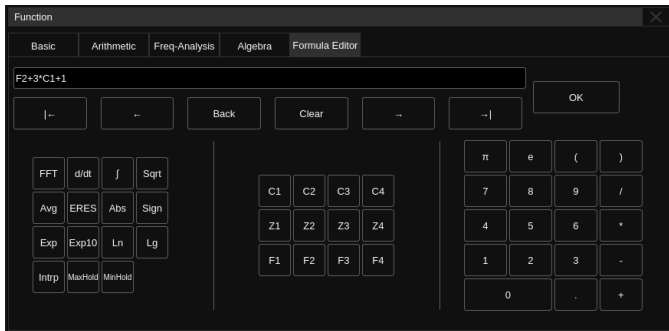 Function
Basic Arithmetic Freq-Analysis Algebra Formula Editor
F2+3*C1+1
OK
|← ← Back Clear → →|
π e ( )
FFT d/dt ∫ Sqrt
C1 C2 C3 C4
7 8 9 /
Avg ERES Abs Sign
Z1 Z2 Z3 Z4
4 5 6 *
Exp Exp10 Ln Lg
F1 F2 F3 F4
1 2 3 -
Intrp MaxHold MinHold
0 . +